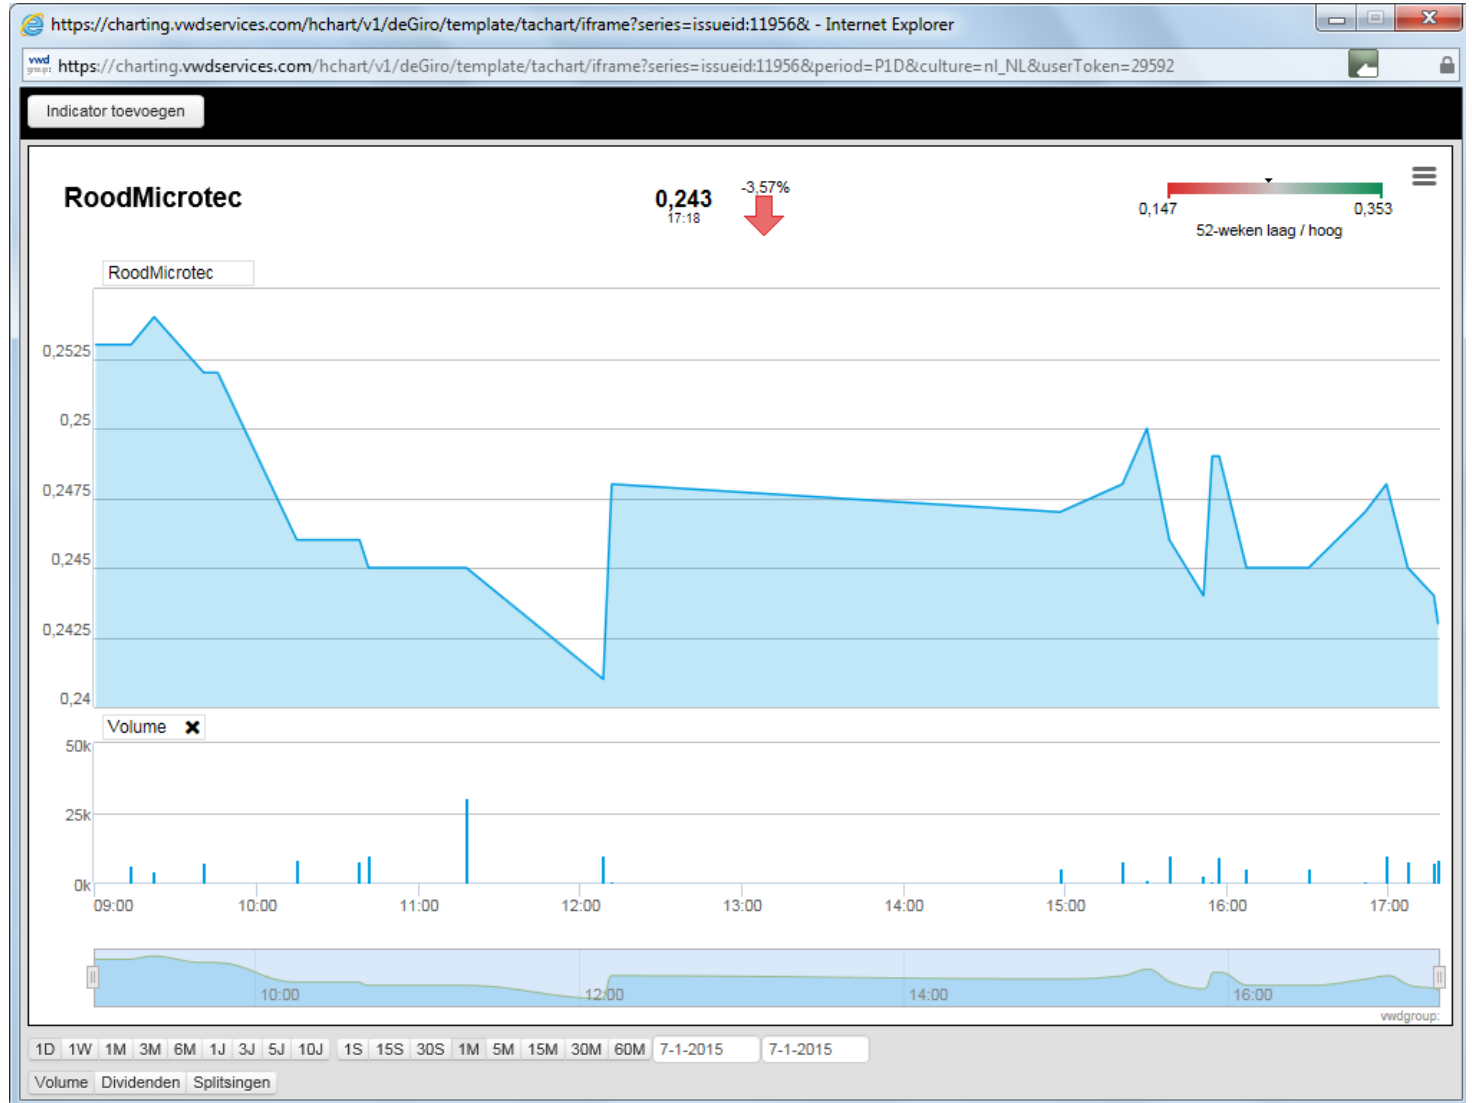 https://charting.vwdservices.com/hchart/v1/deGiro/template/tachart/iframe?series=issueid:11956& - Internet Explorer
vwd group: https://charting.vwdservices.com/hchart/v1/deGiro/template/tachart/iframe?series=issueid:11956&period=P1D&culture=nl_NL&userToken=29592
Indicator toevoegen
RoodMicrotec
0,243
17:18
-3,57%
0,147 0,353
52-weken laag / hoog
RoodMicrotec
0,2525
0,25
0,2475
0,245
0,2425
0,24
Volume
50k
25k
0k
09:00 10:00 11:00 12:00 13:00 14:00 15:00 16:00 17:00
10:00 12:00 14:00 16:00
vwdgroup:
1D 1W 1M 3M 6M 1J 3J 5J 10J 1S 15S 30S 1M 5M 15M 30M 60M 7-1-2015 7-1-2015
Volume Dividenden Splitsingen